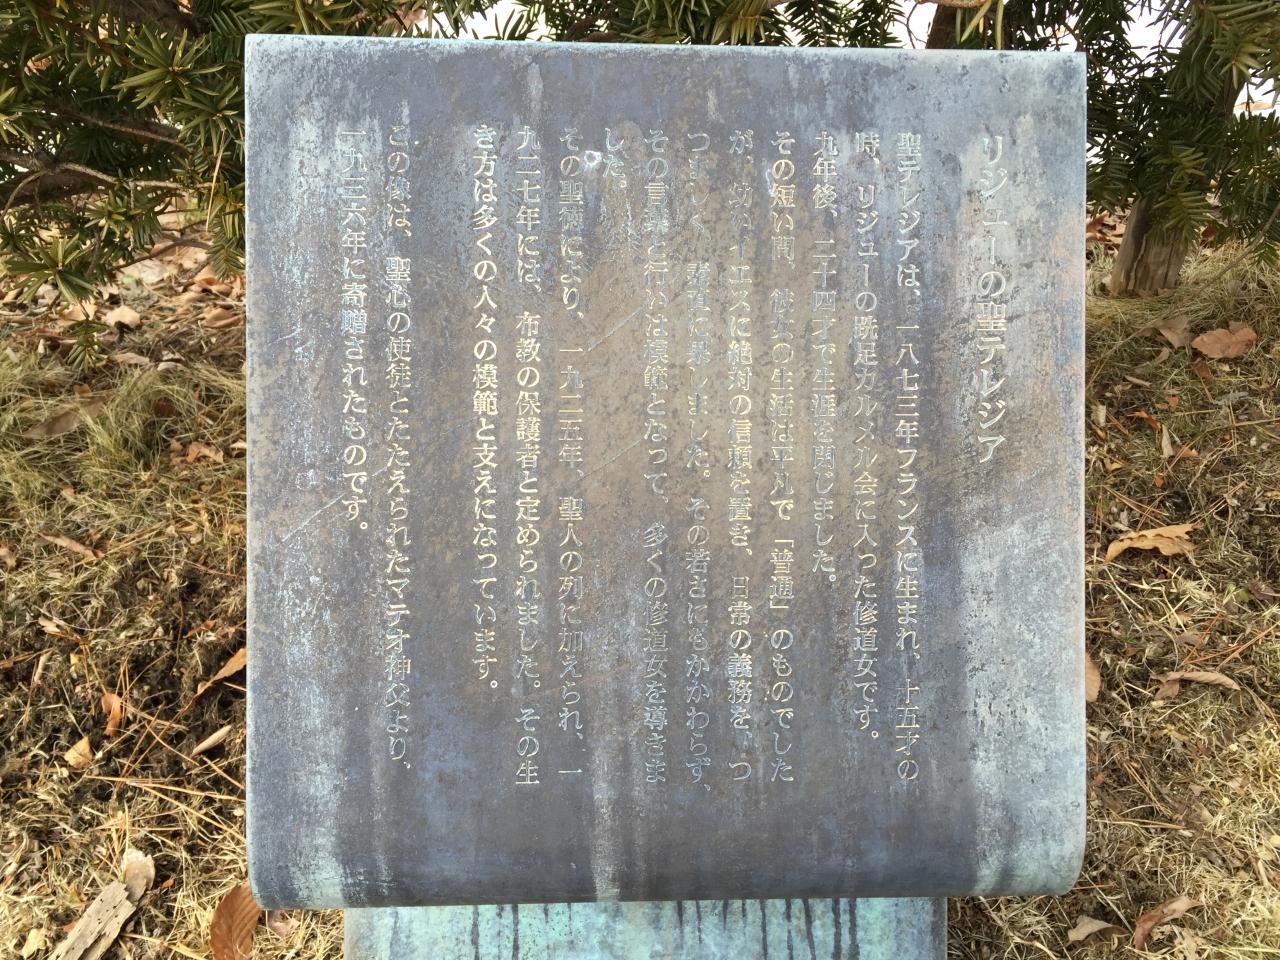 リジューの聖テレジア
聖テレジアは、一八七三年フランスに生まれ、十五才の
時、リジューの跣足カルメル会に入った修道女です。
九年後、二十四才で生涯を閉じました。
その短い間、彼女の生活は平凡で「普通」のものでした
が、幼いイエスに絶対の信頼を置き、日常の義務を、つ
つましく、素直に果しました。その若さにもかかわらず、
その言葉と行いは模範となって、多くの修道女を導きま
した。
その聖徳により、一九二五年、聖人の列に加えられ、一
九二七年には、布教の保護者と定められました。その生
き方は多くの人々の模範と支えになっています。
この像は、聖心の使徒とたたえられたマテオ神父より、
一九三六年に寄贈されたものです。